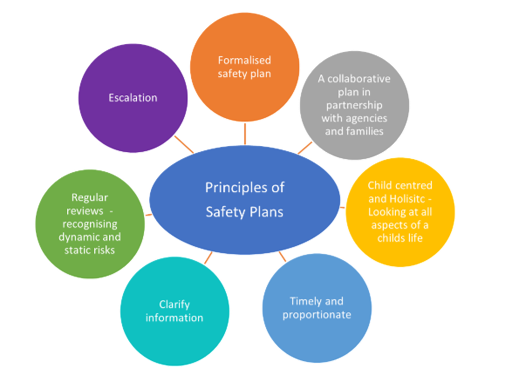 Formalised
safety plan
A collaborative
plan in
partnership
with agencies
and families
Child centred
and Holisitc -
Looking at all
aspects of a
childs life
Timely and
proportionate
Clarify
information
Regular
reviews -
recognising
dynamic and
static risks
Escalation
Principles of
Safety Plans